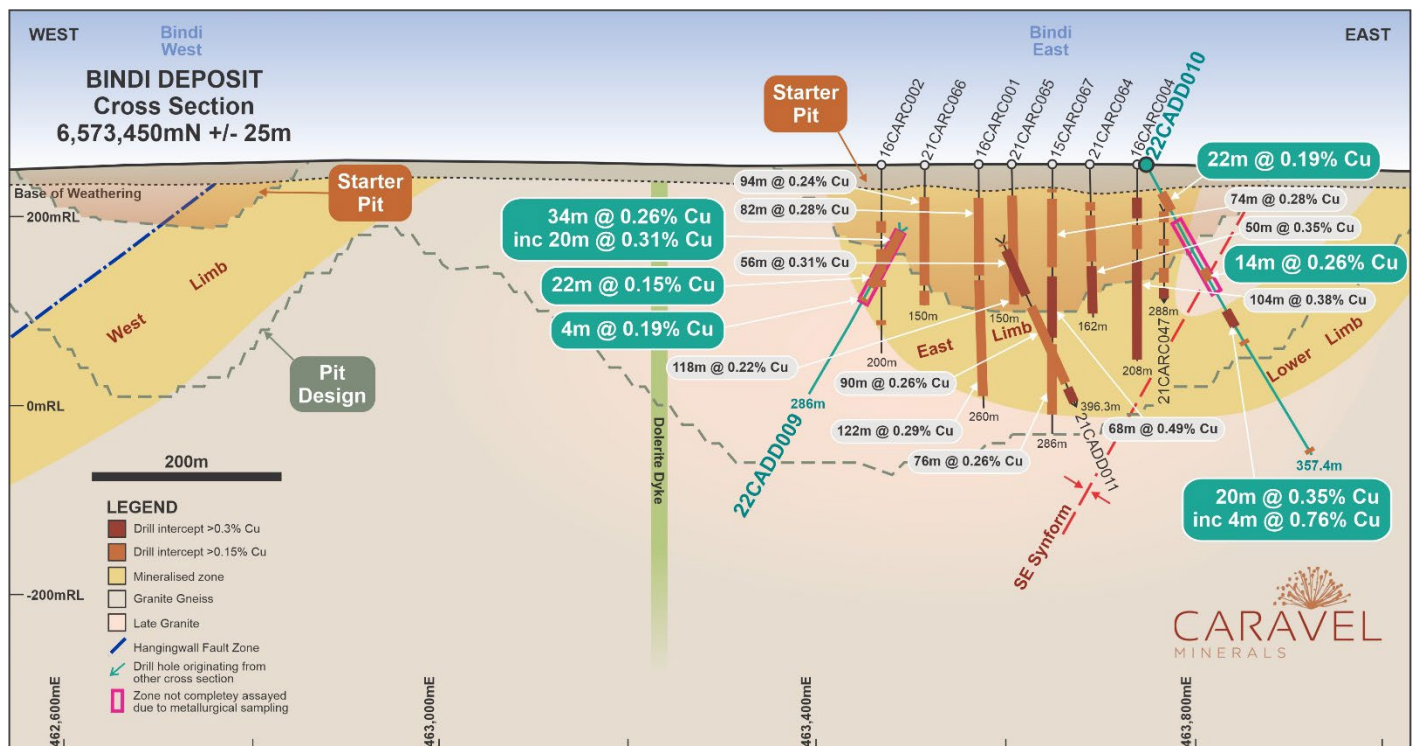 WEST
Bindi
West
Bindi
East
EAST
BINDI DEPOSIT
Cross Section
6,573,450mN +/- 25m
Starter
Pit
16CARC002
21CARC066
16CARC001
21CARC065
15CARC067
21CARC064
16CARC004
22CADD010
Base of Weathering
200mRL
Starter
Pit
94m @ 0.24% Cu
82m @ 0.28% Cu
22m @ 0.19% Cu
74m @ 0.28% Cu
34m @ 0.26% Cu
inc 20m @ 0.31% Cu
50m @ 0.35% Cu
56m @ 0.31% Cu
14m @ 0.26% Cu
22m @ 0.15% Cu
104m @ 0.38% Cu
4m @ 0.19% Cu
West
Limb
150m
150m
162m
288m
East
Limb
Lower
Limb
200m
208m
21CARC047
118m @ 0.22% Cu
Pit
Design
90m @ 0.26% Cu
0mRL
286m
260m
396.3m
122m @ 0.29% Cu
286m
68m @ 0.49% Cu
76m @ 0.26% Cu
21CADD011
22CADD009
Dolerite Dyke
357.4m
200m
20m @ 0.35% Cu
inc 4m @ 0.76% Cu
SE Synform
LEGEND
Drill intercept >0.3% Cu
Drill intercept >0.15% Cu
Mineralised zone
Granite Gneiss
Late Granite
Hangingwall Fault Zone
Drill hole originating from
other cross section
Zone not completey assayed
due to metallurgical sampling
-200mRL
CARAVEL
MINERALS
462,600mE
463,000mE
463,400mE
463,800mE